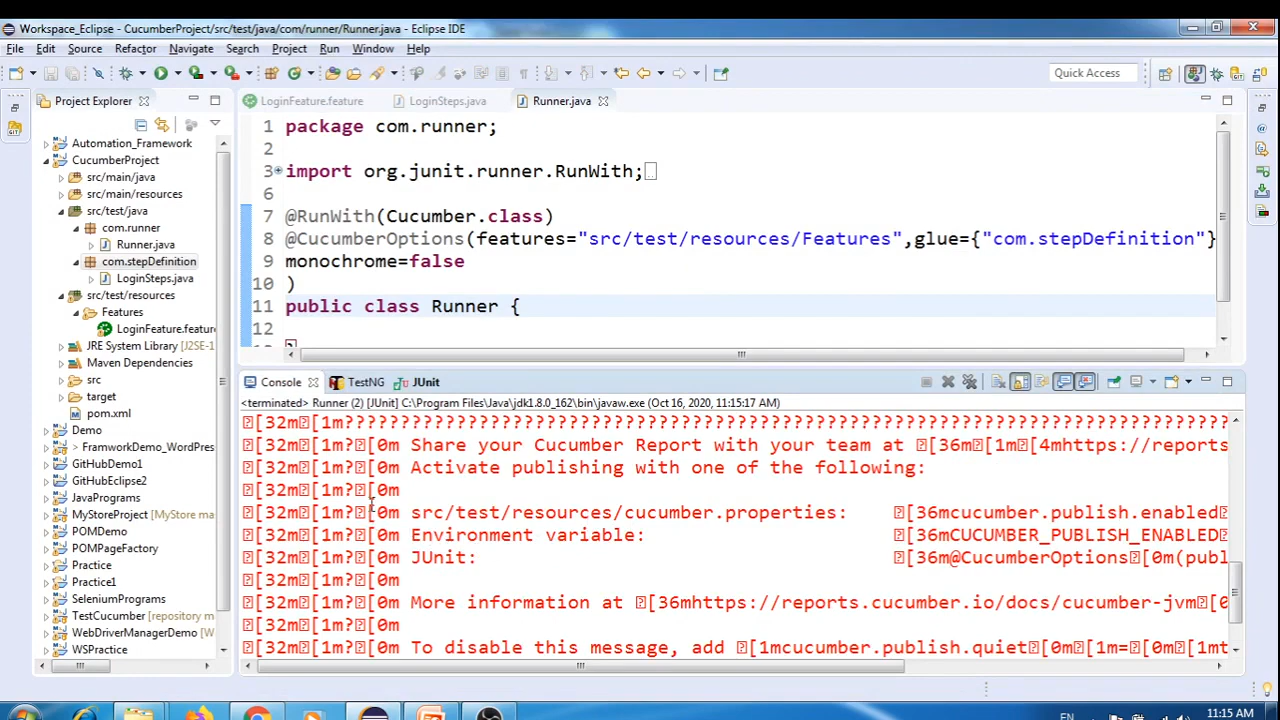 Workspace_Eclipse - CucumberProject/src/test/java/com/runner/Runner.java - Eclipse IDE
File Edit Source Refactor Navigate Search Project Run Window Help
Quick Access
Project Explorer
LoginFeature.feature LoginSteps.java Runner.java
Automation_Framework
CucumberProject
src/main/java
src/main/resources
src/test/java
com.runner
Runner.java
com.stepDefinition
LoginSteps.java
src/test/resources
Features
LoginFeature.feature
JRE System Library [J2SE-1
Maven Dependencies
src
target
pom.xml
Demo
> FramworkDemo_WordPres
GitHubDemo1
GitHubEclipse2
JavaPrograms
MyStoreProject [MyStore ma
POMDemo
POMPageFactory
Practice
Practice1
SeleniumPrograms
TestCucumber [repository m
WebDriverManagerDemo [W
WSPractice
1 package com.runner;
2
3 import org.junit.runner.RunWith;
6
7 @RunWith(Cucumber.class)
8 @CucumberOptions(features="src/test/resources/Features",glue={"com.stepDefinition"}
9 monochrome=false
10 )
11 public class Runner {
12
Console TestNG JUnit
<terminated> Runner (2) [JUnit] C:\Program Files\Java\jdk1.8.0_162\bin\javaw.exe (Oct 16, 2020, 11:15:17 AM)
[32m[1m????????????????????????????????????????????????????????????????????????????
[32m[1m?[0m Share your Cucumber Report with your team at [36m[1m[4mhttps://reports
[32m[1m?[0m Activate publishing with one of the following:
[32m[1m?[0m
[32m[1m?[0m src/test/resources/cucumber.properties: [36mcucumber.publish.enabled
[32m[1m?[0m Environment variable: [36mCUCUMBER_PUBLISH_ENABLED
[32m[1m?[0m JUnit: [36m@CucumberOptions[0m(publ
[32m[1m?[0m
[32m[1m?[0m More information at [36mhttps://reports.cucumber.io/docs/cucumber-jvm[0
[32m[1m?[0m
[32m[1m?[0m To disable this message, add [1mcucumber.publish.quiet[0m[1m=[0m[1mt
EN
11:15 AM